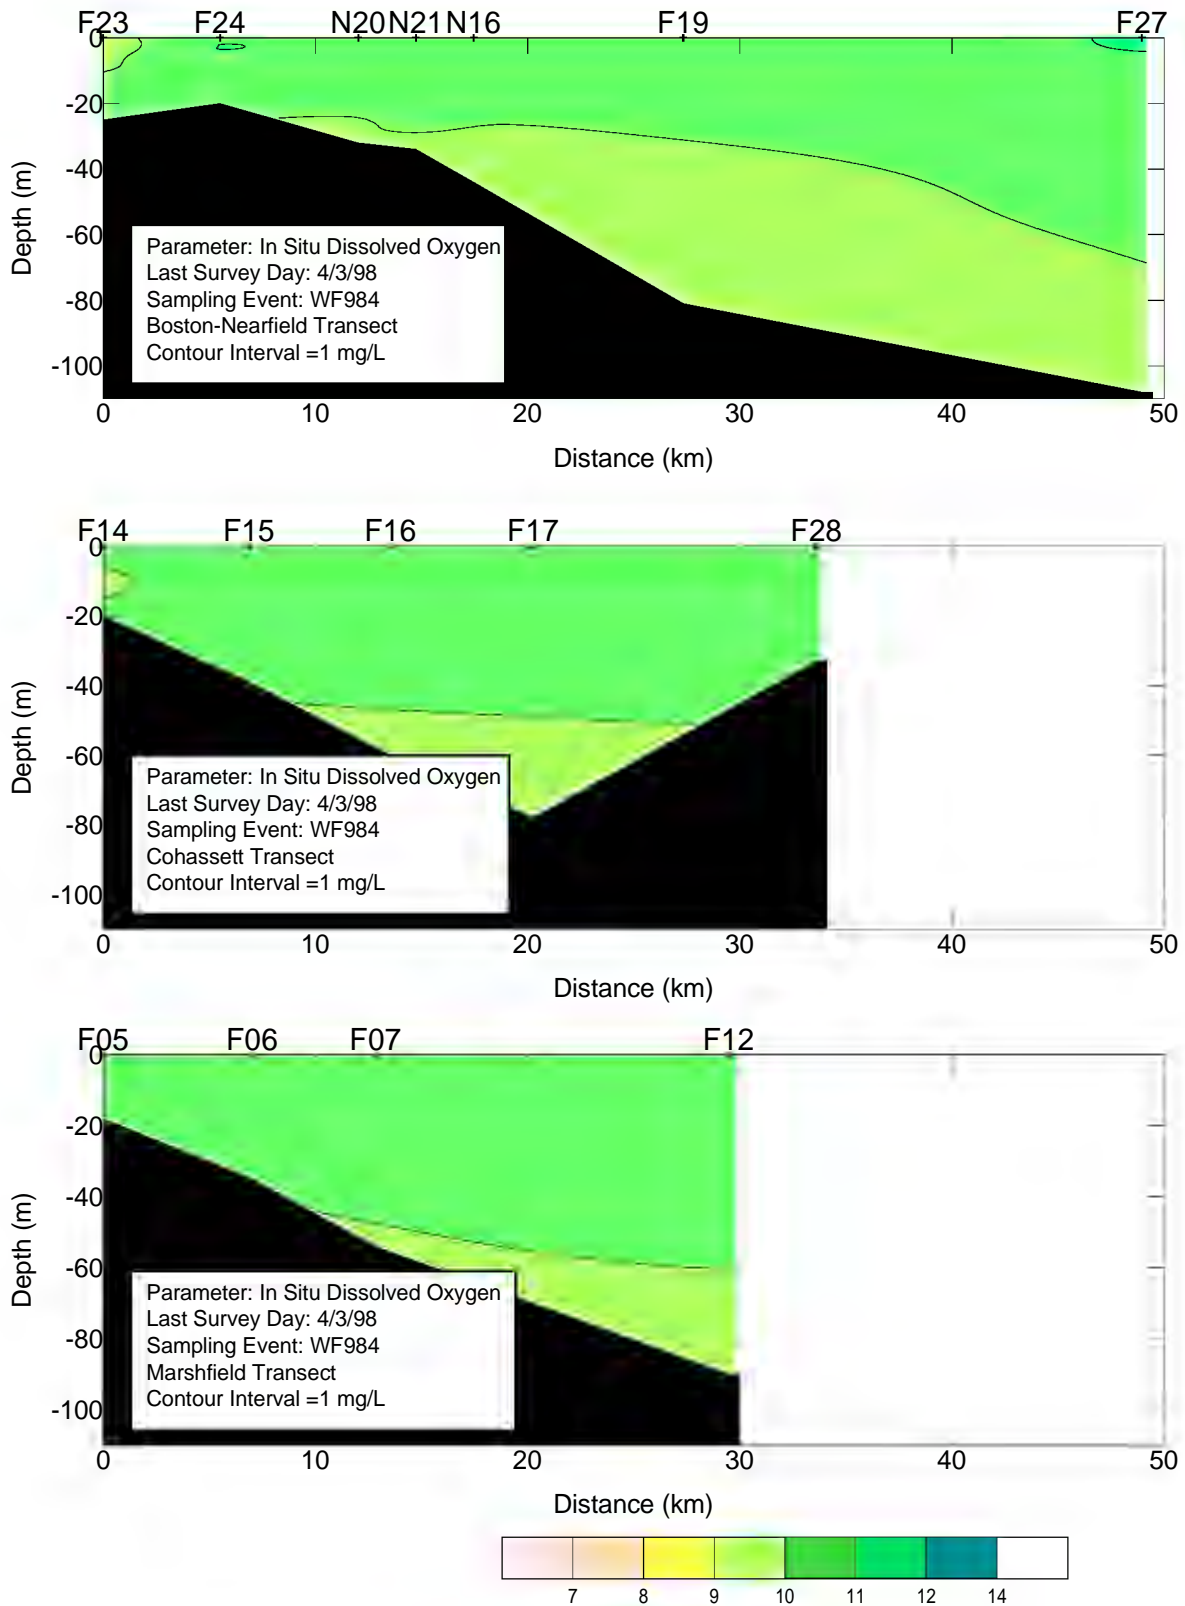 F23 F24 N20 N21 N16 F19 F27
0
-20
-40
-60
-80
-100
Depth (m)
Parameter: In Situ Dissolved Oxygen
Last Survey Day: 4/3/98
Sampling Event: WF984
Boston-Nearfield Transect
Contour Interval =1 mg/L
0 10 20 30 40 50
Distance (km)
F14 F15 F16 F17 F28
0
-20
-40
-60
-80
-100
Depth (m)
Parameter: In Situ Dissolved Oxygen
Last Survey Day: 4/3/98
Sampling Event: WF984
Cohassett Transect
Contour Interval =1 mg/L
0 10 20 30 40 50
Distance (km)
F05 F06 F07 F12
0
-20
-40
-60
-80
-100
Depth (m)
Parameter: In Situ Dissolved Oxygen
Last Survey Day: 4/3/98
Sampling Event: WF984
Marshfield Transect
Contour Interval =1 mg/L
0 10 20 30 40 50
Distance (km)
7 8 9 10 11 12 14